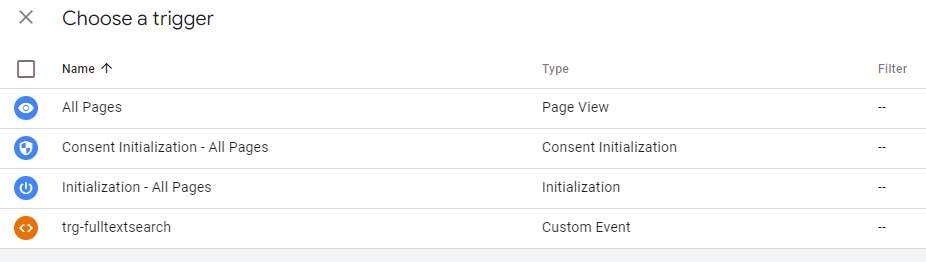 Choose a trigger
Name Type Filter
All Pages Page View --
Consent Initialization - All Pages Consent Initialization --
Initialization - All Pages Initialization --
trg-fulltextsearch Custom Event --